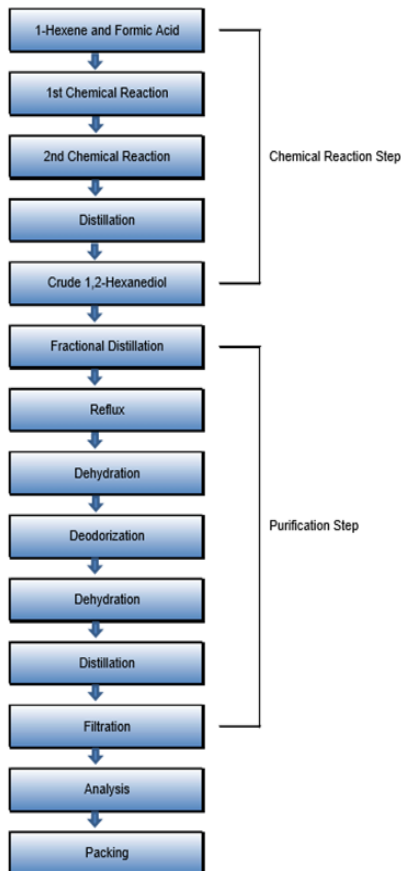 1-Hexene and Formic Acid
1st Chemical Reaction
2nd Chemical Reaction
Chemical Reaction Step
Distillation
Crude 1,2-Hexanediol
Fractional Distillation
Reflux
Dehydration
Deodorization
Purification Step
Dehydration
Distillation
Filtration
Analysis
Packing